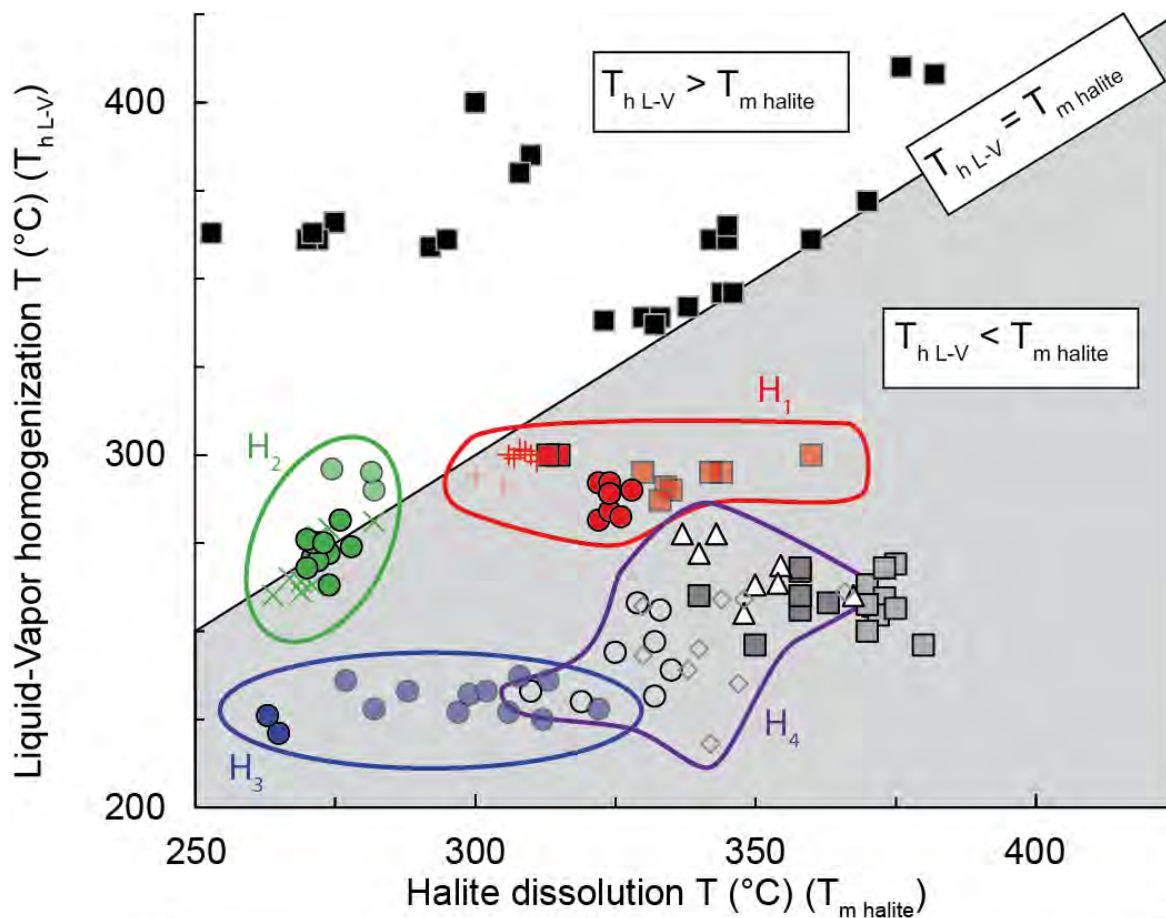 Liquid-Vapor homogenization T (°C) (T h L-V)
400
300
200
T h L-V > T m halite
T h L-V = T m halite
T h L-V < T m halite
H1
H2
H3
H4
250
300
350
400
Halite dissolution T (°C) (T m halite)